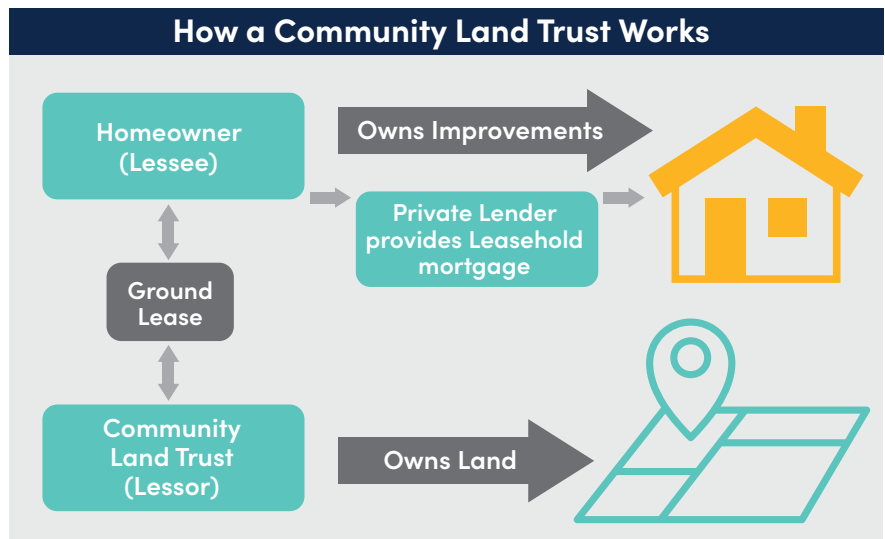 How a Community Land Trust Works
Homeowner
(Lessee)
Owns Improvements
Private Lender
provides Leasehold
mortgage
Ground
Lease
Community
Land Trust
(Lessor)
Owns Land